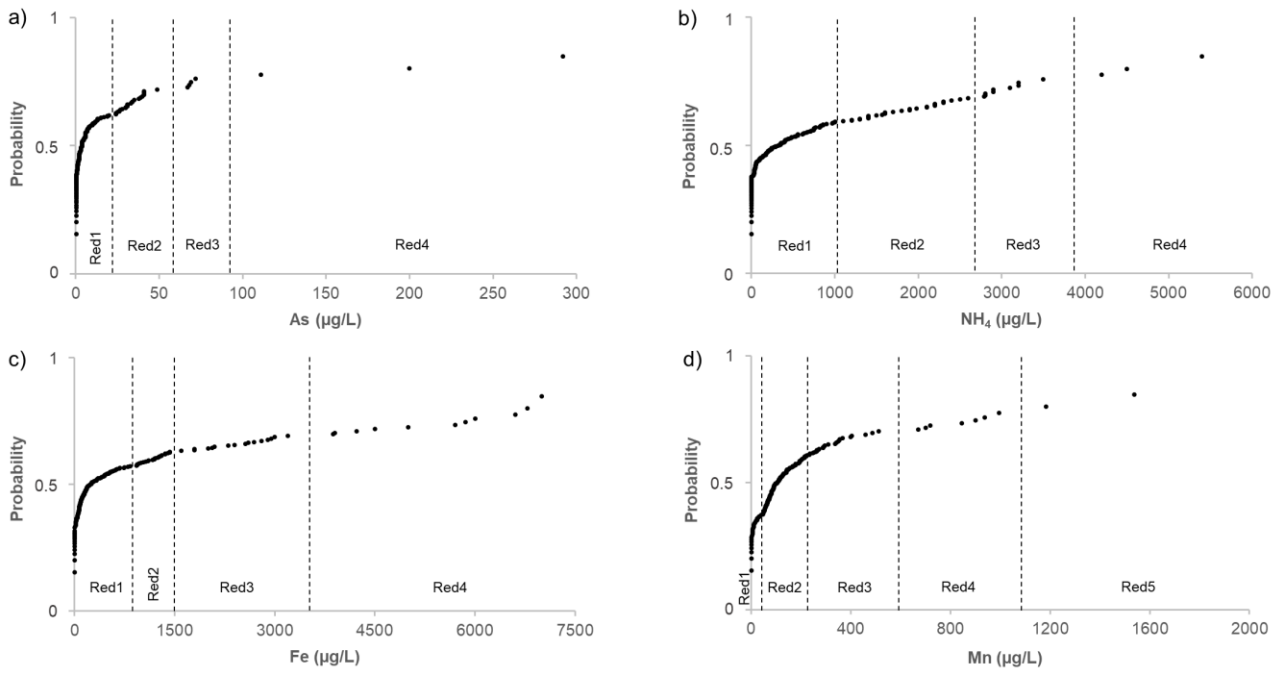 a)
1
0.5
0
Probability
Red1
Red2
Red3
Red4
0
50
100
150
200
250
300
As (µg/L)
b)
1
0.5
0
Probability
Red1
Red2
Red3
Red4
0
1000
2000
3000
4000
5000
6000
NH₄ (µg/L)
c)
1
0.5
0
Probability
Red1
Red2
Red3
Red4
0
1500
3000
4500
6000
7500
Fe (µg/L)
d)
1
0.5
0
Probability
Red1
Red2
Red3
Red4
Red5
0
400
800
1200
1600
2000
Mn (µg/L)